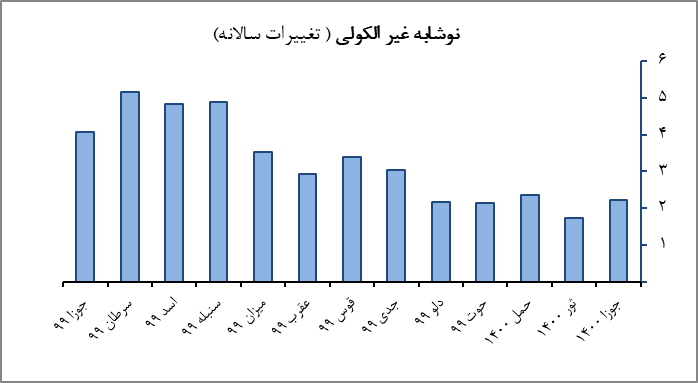 نوشابه غیر الکولی ( تغییرات سالانه)
۶
۵
۴
۳
۲
۱
جوزا ۹۹
سرطان ۹۹
اسد ۹۹
سنبله ۹۹
میزان ۹۹
عقرب ۹۹
قوس ۹۹
جدی ۹۹
دلو ۹۹
حوت ۹۹
حمل ۱۴۰۰
ثور ۱۴۰۰
جوزا ۱۴۰۰